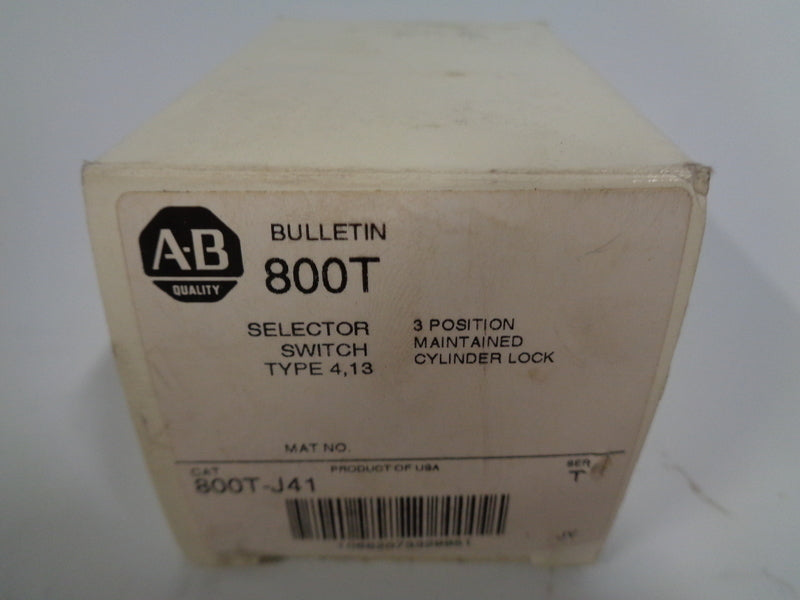 A-B
QUALITY
BULLETIN
800T
SELECTOR
SWITCH
TYPE 4,13
3 POSITION
MAINTAINED
CYLINDER LOCK
MAT NO.
CAT
PRODUCT OF USA
SER
800T-J41
T
JY